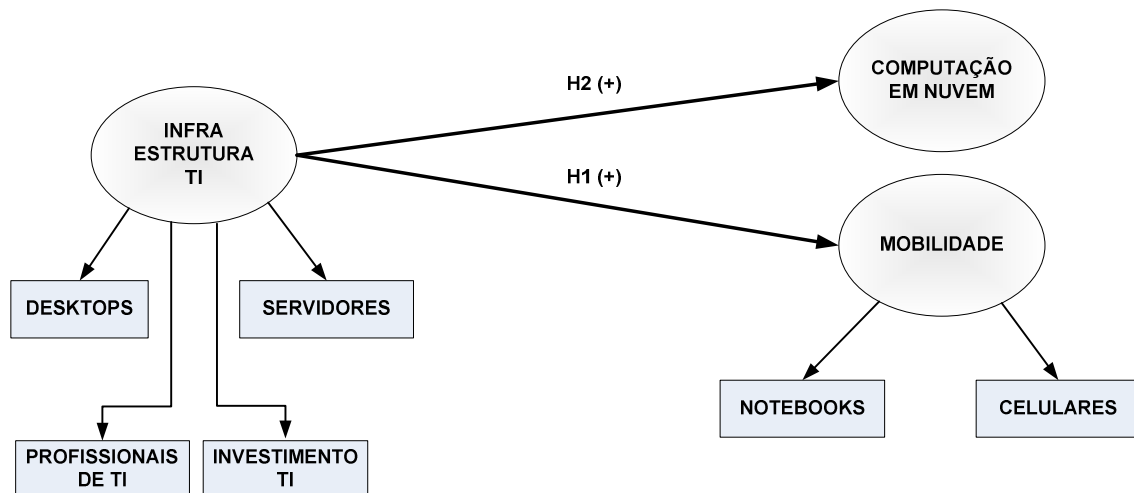 COMPUTAÇÃO
EM NUVEM
H2 (+)
INFRA
ESTRUTURA
TI
H1 (+)
MOBILIDADE
DESKTOPS
SERVIDORES
NOTEBOOKS
CELULARES
PROFISSIONAIS
DE TI
INVESTIMENTO
TI